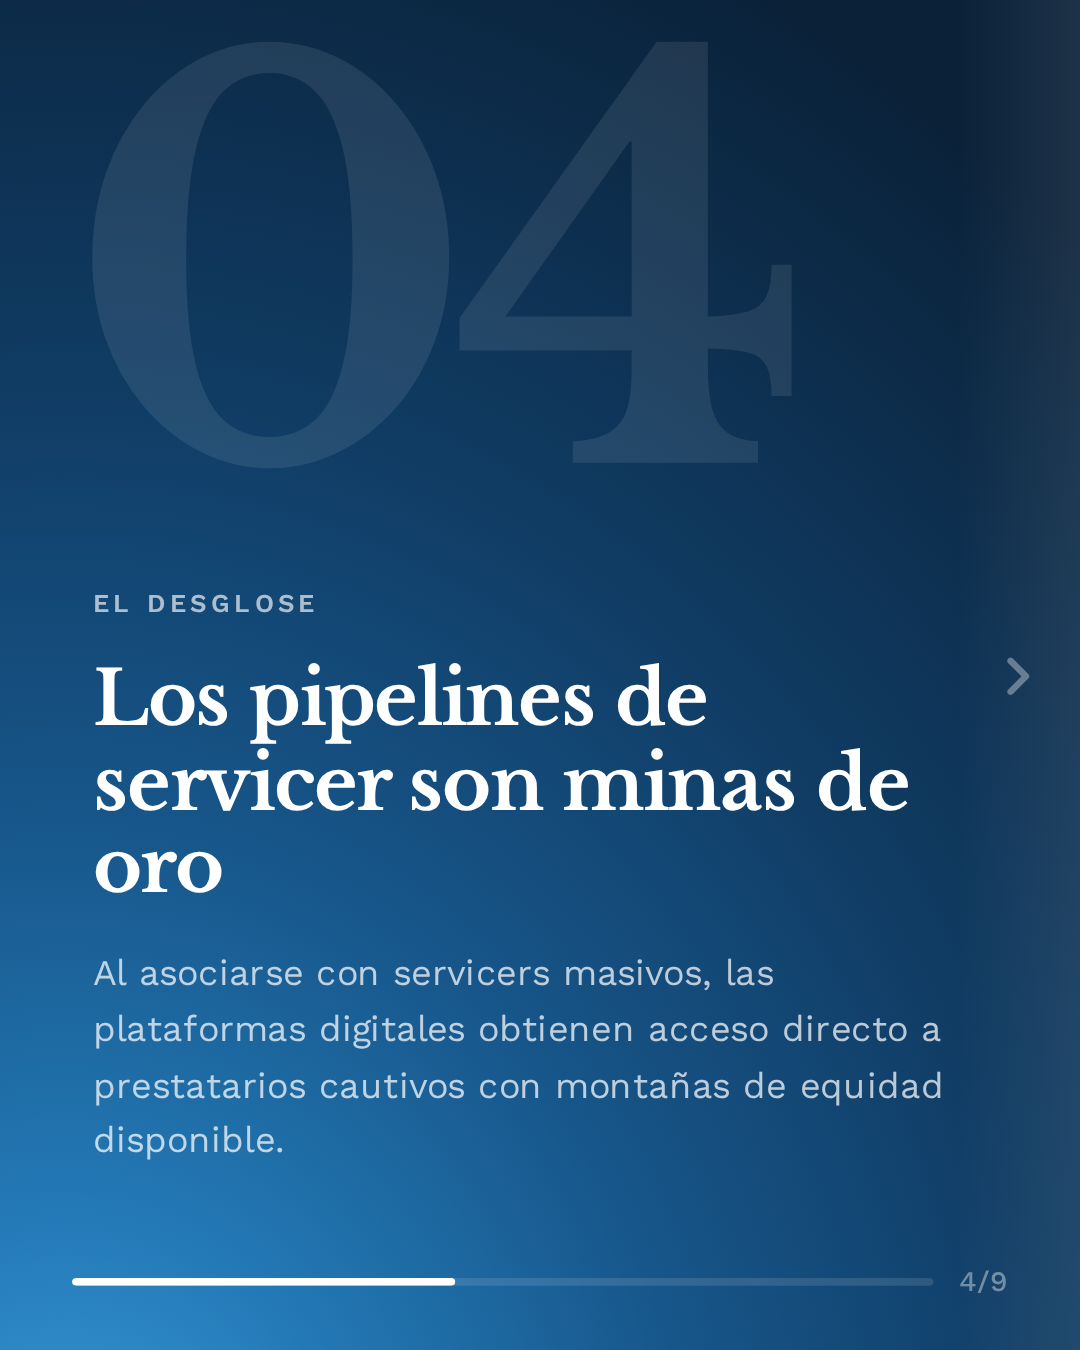 04
EL DESGLOSE
Los pipelines de
servicer son minas de
oro
Al asociarse con servicers masivos, las
plataformas digitales obtienen acceso directo a
prestatarios cautivos con montañas de equidad
disponible.
4/9